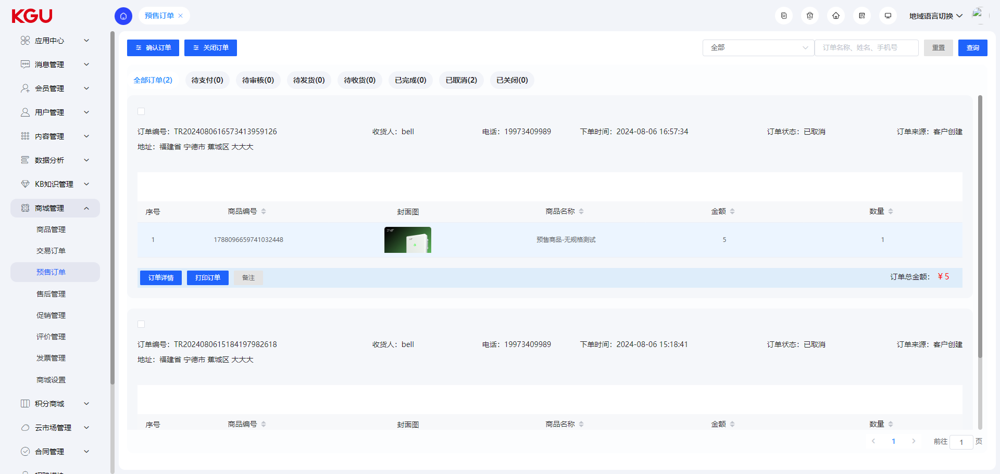 KGU
预售订单
地域语言切换
应用中心
消息管理
会员管理
用户管理
内容管理
数据分析
KB知识管理
商城管理
商品管理
交易订单
预售订单
售后管理
促销管理
评价管理
发票管理
商城设置
积分商城
云市场管理
合同管理
确认订单 关闭订单 全部 订单名称、姓名、手机号 重置 查询
全部订单(2) 待支付(0) 待审核(0) 待发货(0) 待收货(0) 已完成(0) 已取消(2) 已关闭(0)
订单编号：TR2024080616573413959126 收货人：bell 电话：19973409989 下单时间：2024-08-06 16:57:34 订单状态：已取消 订单来源：客户创建
地址：福建省 宁德市 蕉城区 大大大
序号 商品编号 封面图 商品名称 金额 数量
1 1788096659741032448 预售商品-无规格测试 5 1
订单详情 打印订单 备注 订单总金额： ¥ 5
订单编号：TR2024080615184197982618 收货人：bell 电话：19973409989 下单时间：2024-08-06 15:18:41 订单状态：已取消 订单来源：客户创建
地址：福建省 宁德市 蕉城区 大大大
序号 商品编号 封面图 商品名称 金额 数量
1 前往 1 页